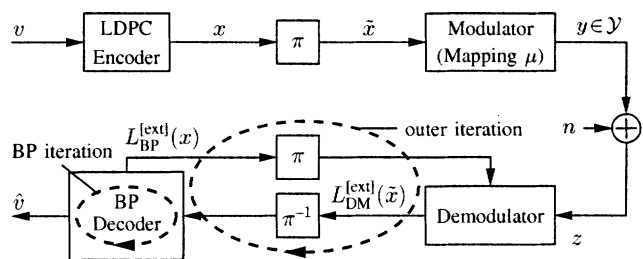 v
LDPC
Encoder
x
π
x̃
Modulator
(Mapping μ)
y∈𝒴
n
L_BP^[ext](x)
π
outer iteration
BP iteration
v̂
BP
Decoder
π⁻¹
L_DM^[ext](x̃)
Demodulator
z